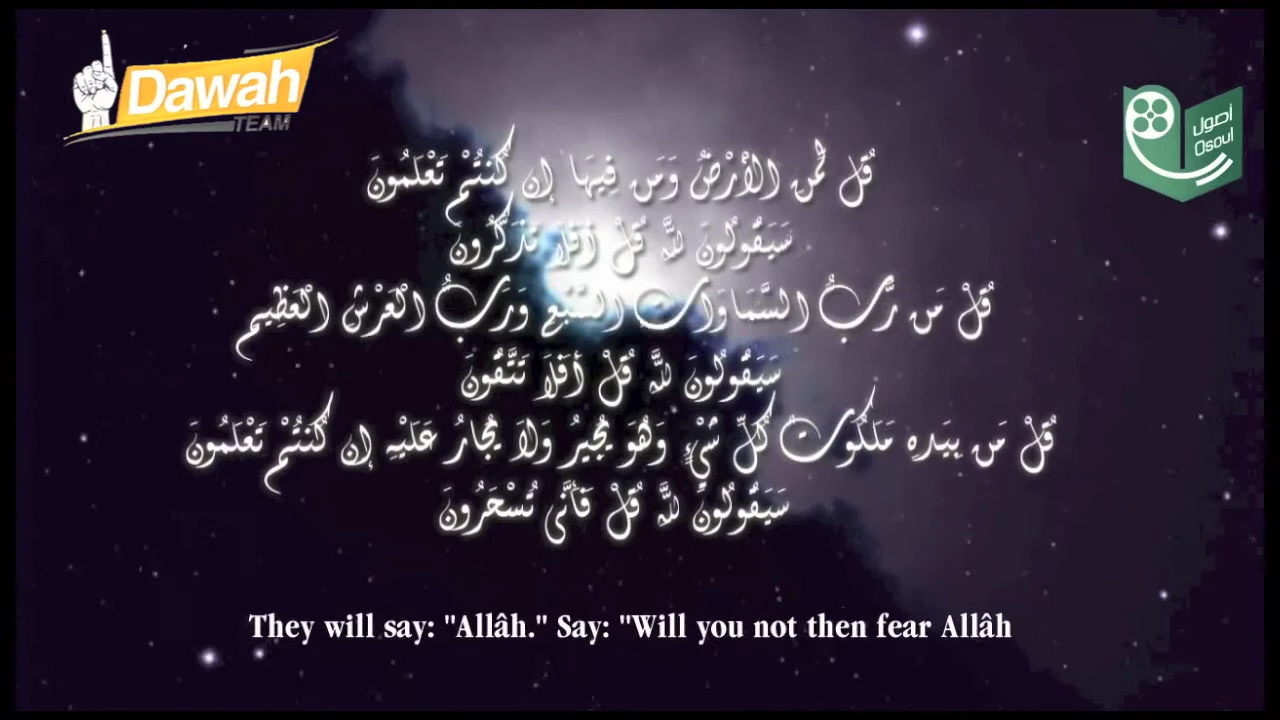 Dawah
TEAM
أصول
Osoul
قُل لِّمَنِ الْأَرْضُ وَمَن فِيهَا إِن كُنتُمْ تَعْلَمُونَ
سَيَقُولُونَ لِلَّهِ قُلْ أَفَلَا تَذَكَّرُونَ
قُلْ مَن رَّبُّ السَّمَاوَاتِ السَّبْعِ وَرَبُّ الْعَرْشِ الْعَظِيمِ
سَيَقُولُونَ لِلَّهِ قُلْ أَفَلَا تَتَّقُونَ
قُلْ مَن بِيَدِهِ مَلَكُوتُ كُلِّ شَيْءٍ وَهُوَ يُجِيرُ وَلَا يُجَارُ عَلَيْهِ إِن كُنتُمْ تَعْلَمُونَ
سَيَقُولُونَ لِلَّهِ قُلْ فَأَنَّى تُسْحَرُونَ
They will say: "Allâh." Say: "Will you not then fear Allâh